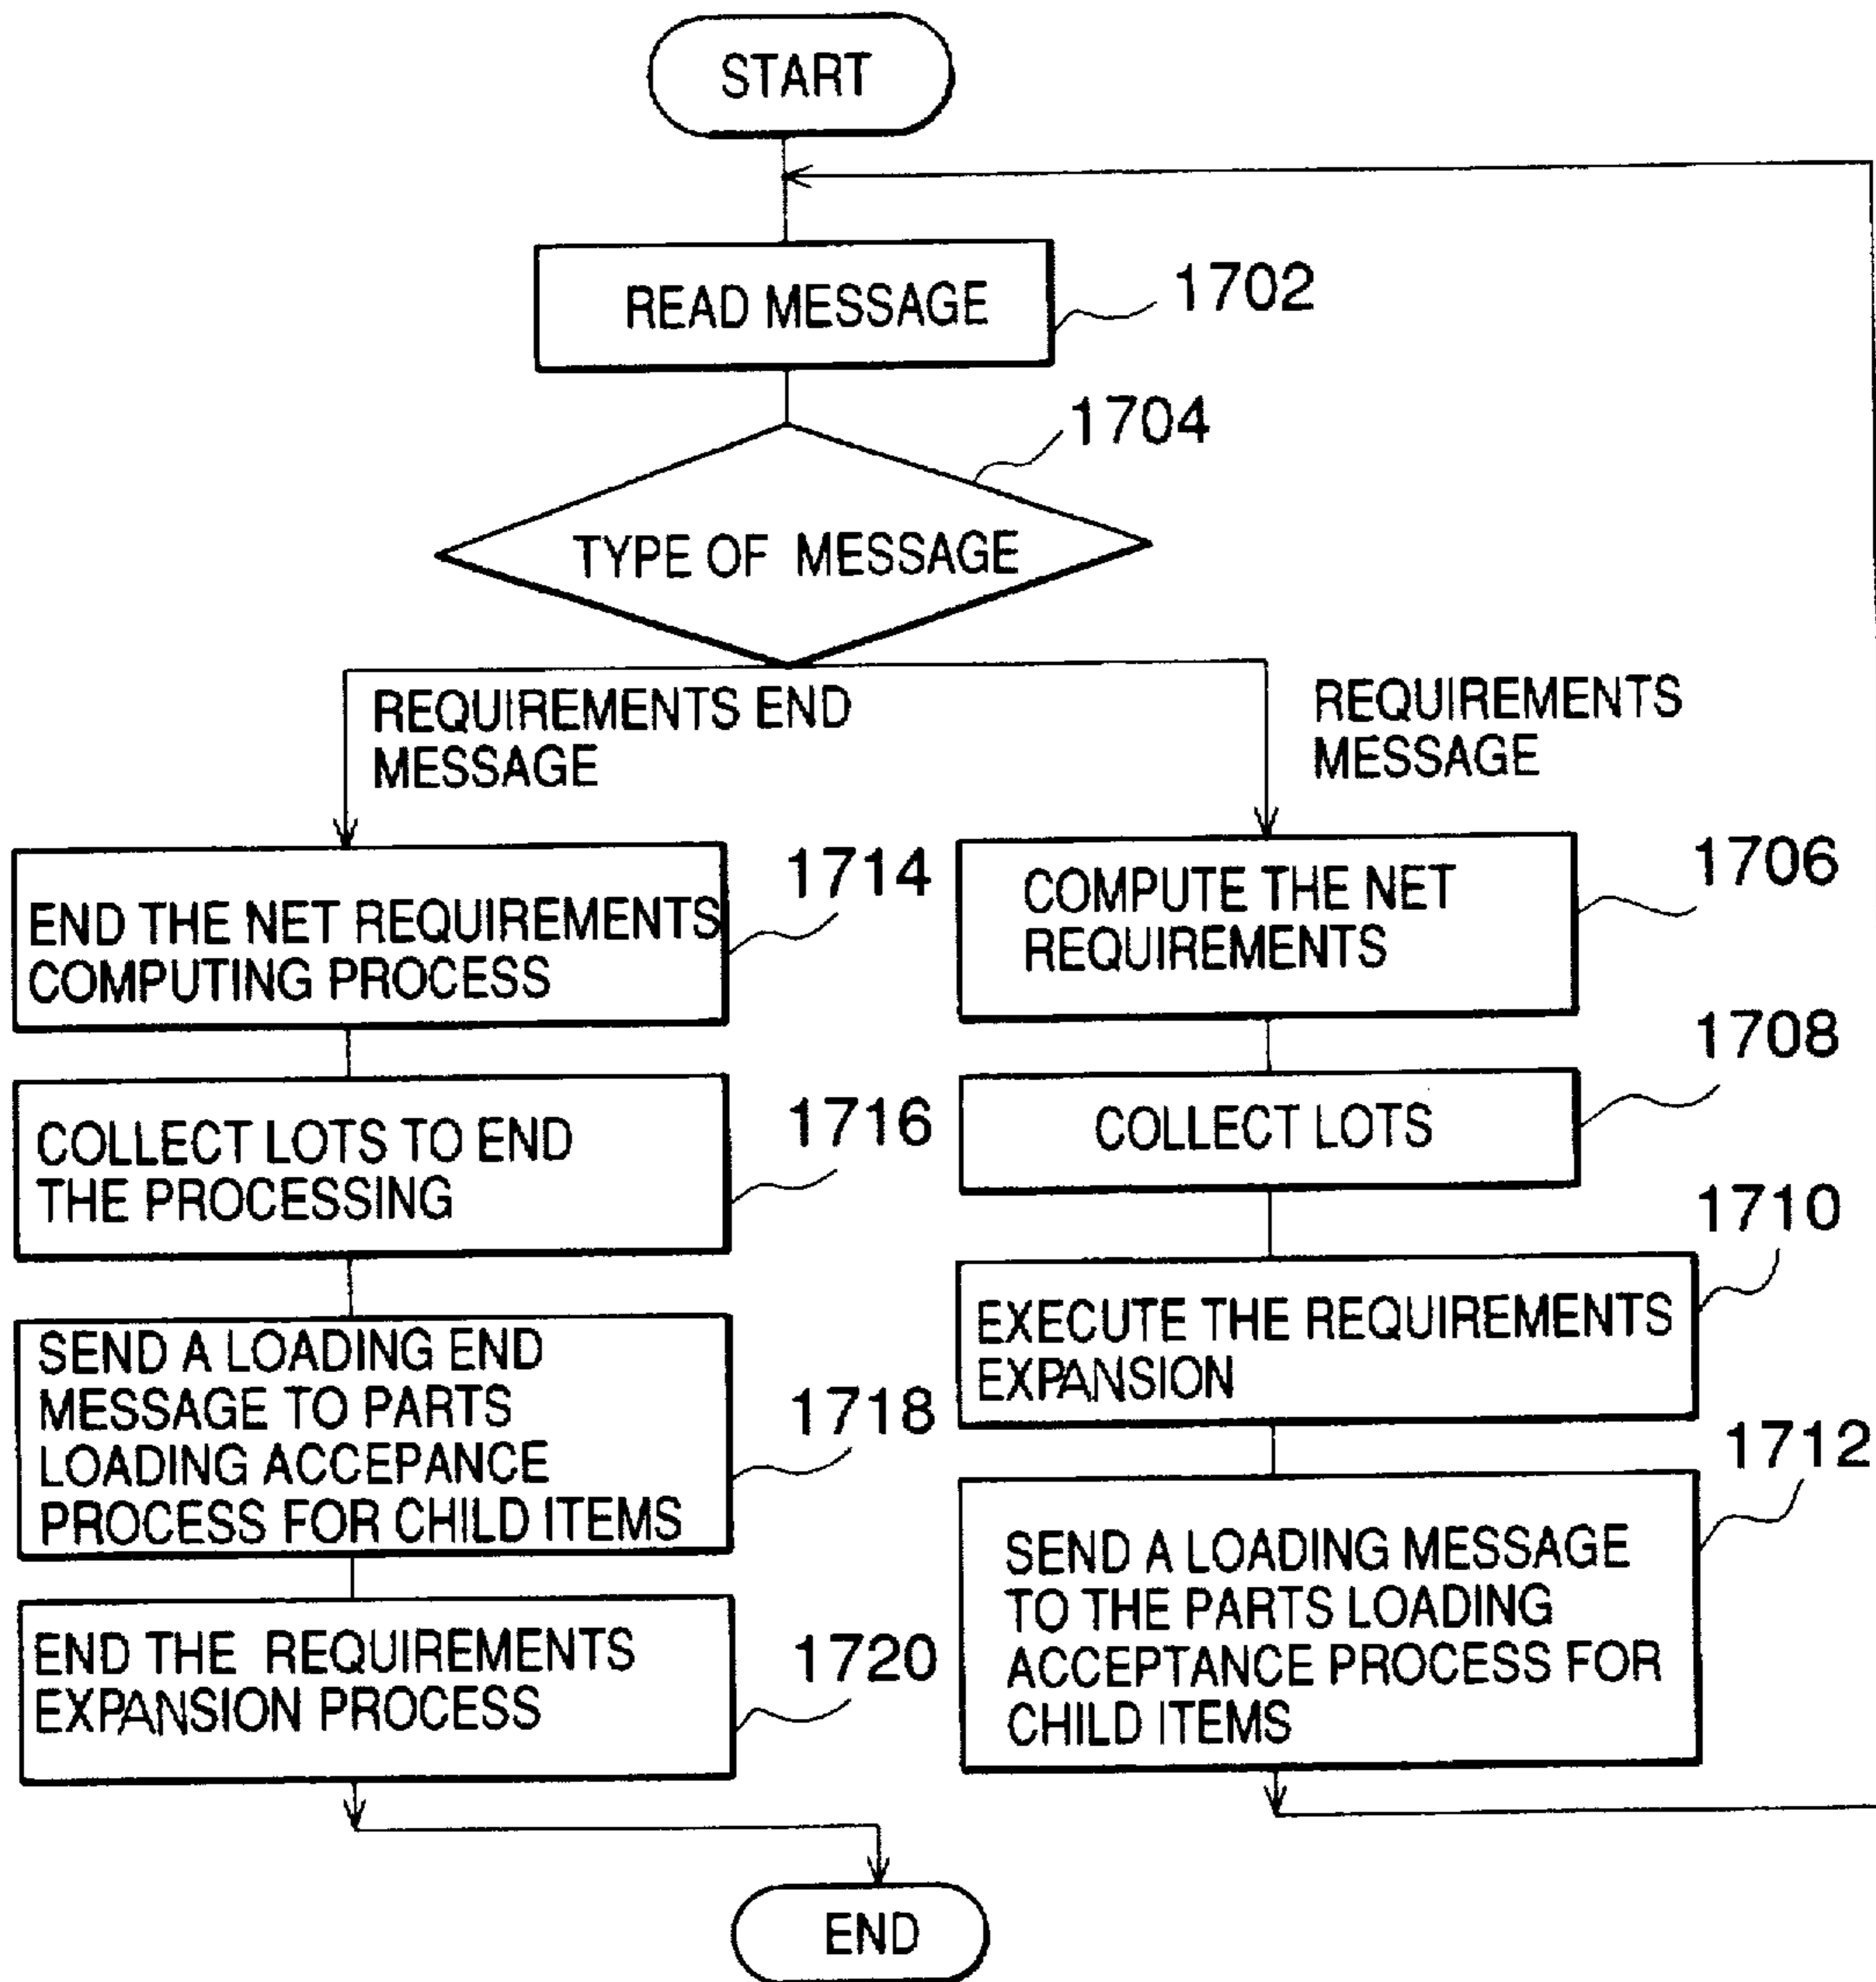 START
READ MESSAGE
1702
1704
TYPE OF MESSAGE
REQUIREMENTS END
MESSAGE
REQUIREMENTS
MESSAGE
END THE NET REQUIREMENTS
COMPUTING PROCESS
1714
COMPUTE THE NET
REQUIREMENTS
1706
COLLECT LOTS TO END
THE PROCESSING
1716
COLLECT LOTS
1708
SEND A LOADING END
MESSAGE TO PARTS
LOADING ACCEPANCE
PROCESS FOR CHILD ITEMS
1718
EXECUTE THE REQUIREMENTS
EXPANSION
1710
END THE REQUIREMENTS
EXPANSION PROCESS
1720
SEND A LOADING MESSAGE
TO THE PARTS LOADING
ACCEPTANCE PROCESS FOR
CHILD ITEMS
1712
END